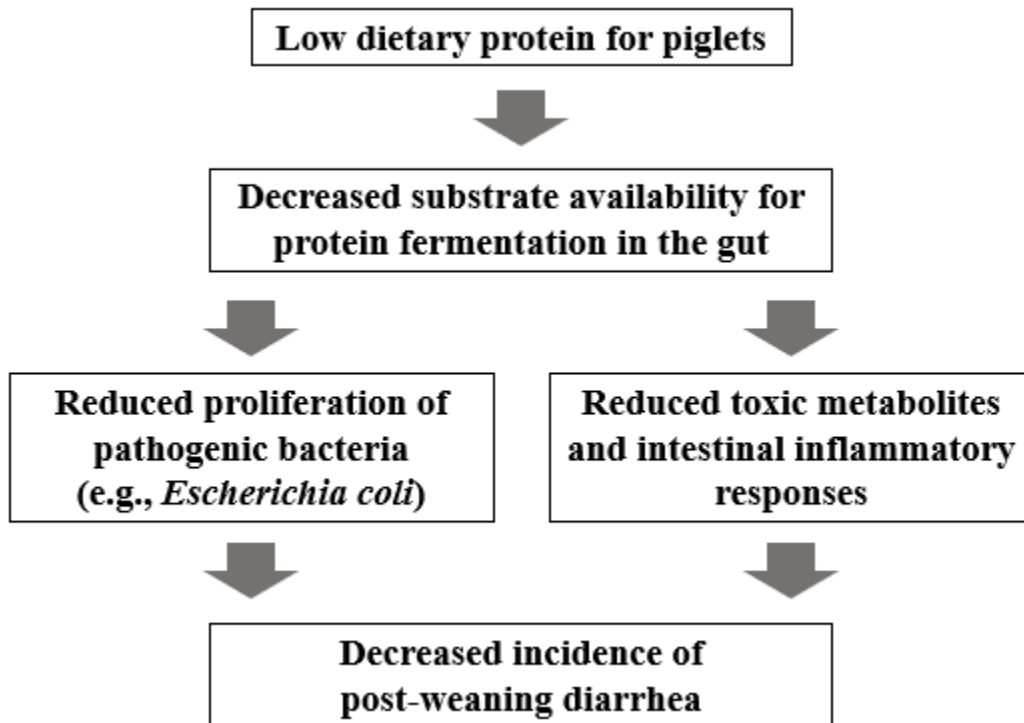 Low dietary protein for piglets
Decreased substrate availability for
protein fermentation in the gut
Reduced proliferation of
pathogenic bacteria
(e.g., Escherichia coli)
Reduced toxic metabolites
and intestinal inflammatory
responses
Decreased incidence of
post-weaning diarrhea